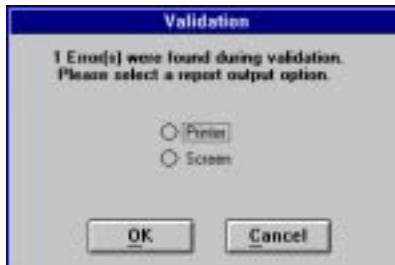 Validation
1 Error(s) were found during validation.
Please select a report output option.
Printer
Screen
OK
Cancel